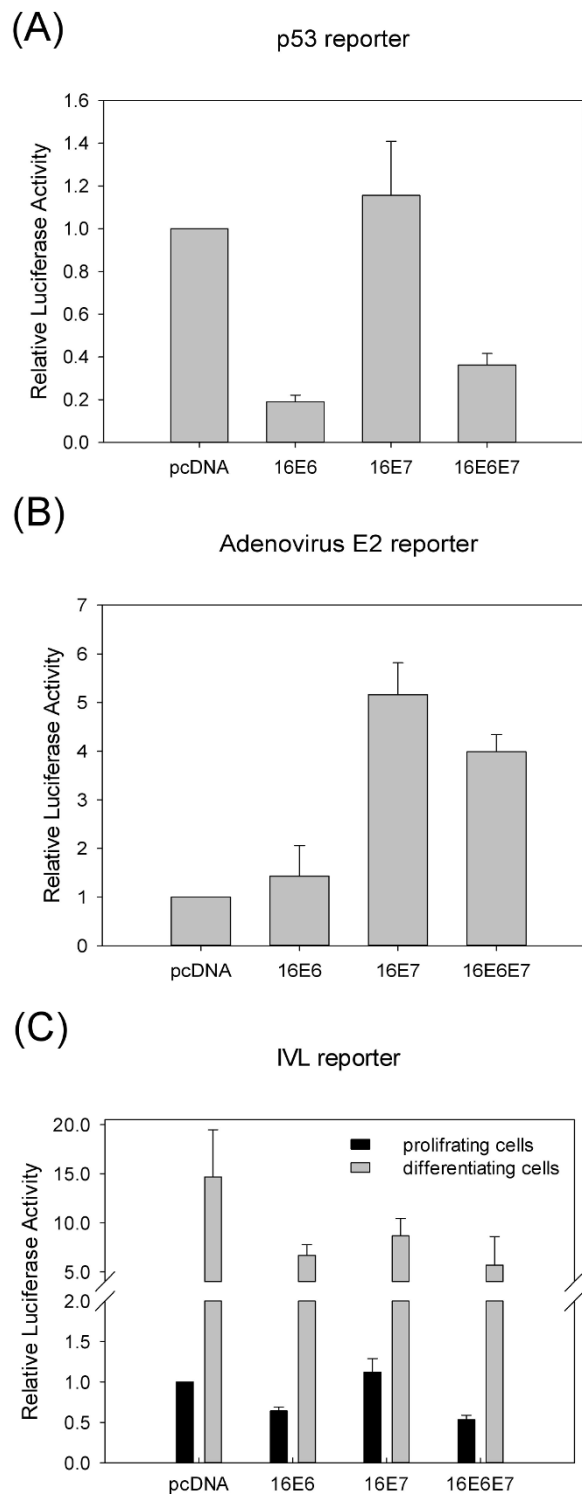 (A)
p53 reporter
Relative Luciferase Activity
1.6
1.4
1.2
1.0
0.8
0.6
0.4
0.2
0.0
pcDNA 16E6 16E7 16E6E7
(B)
Adenovirus E2 reporter
Relative Luciferase Activity
7
6
5
4
3
2
1
0
pcDNA 16E6 16E7 16E6E7
(C)
IVL reporter
Relative Luciferase Activity
20.0
15.0
10.0
5.0
2.0
1.5
1.0
0.5
0.0
prolifrating cells
differentiating cells
pcDNA 16E6 16E7 16E6E7